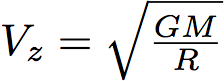 $V_z = \sqrt{\frac{GM}{R}}$